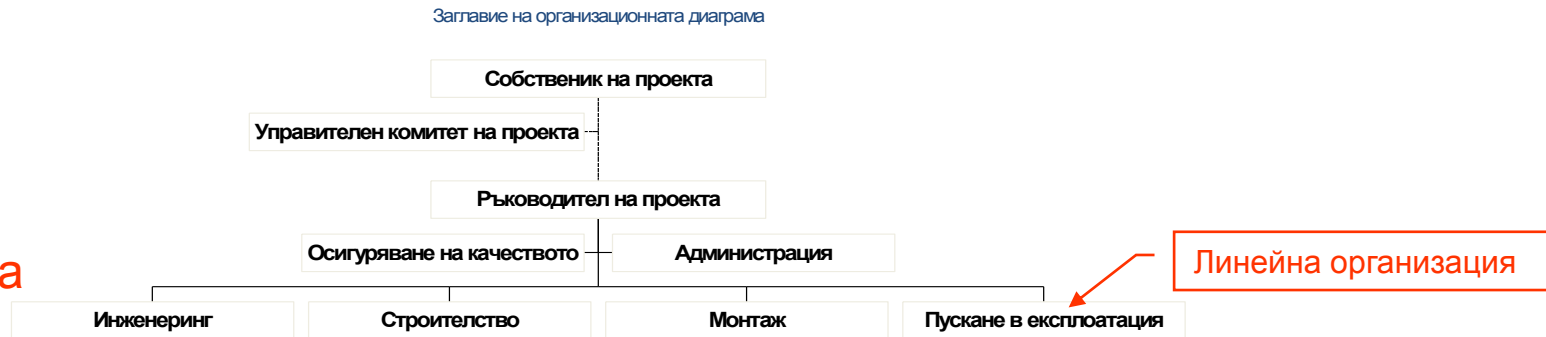 Заглавие на организационната диаграма
Собственик на проекта
Управителен комитет на проекта
Ръководител на проекта
Осигуряване на качеството
Администрация
Линейна организация
а
Инженеринг
Строителство
Монтаж
Пускане в експлоатация